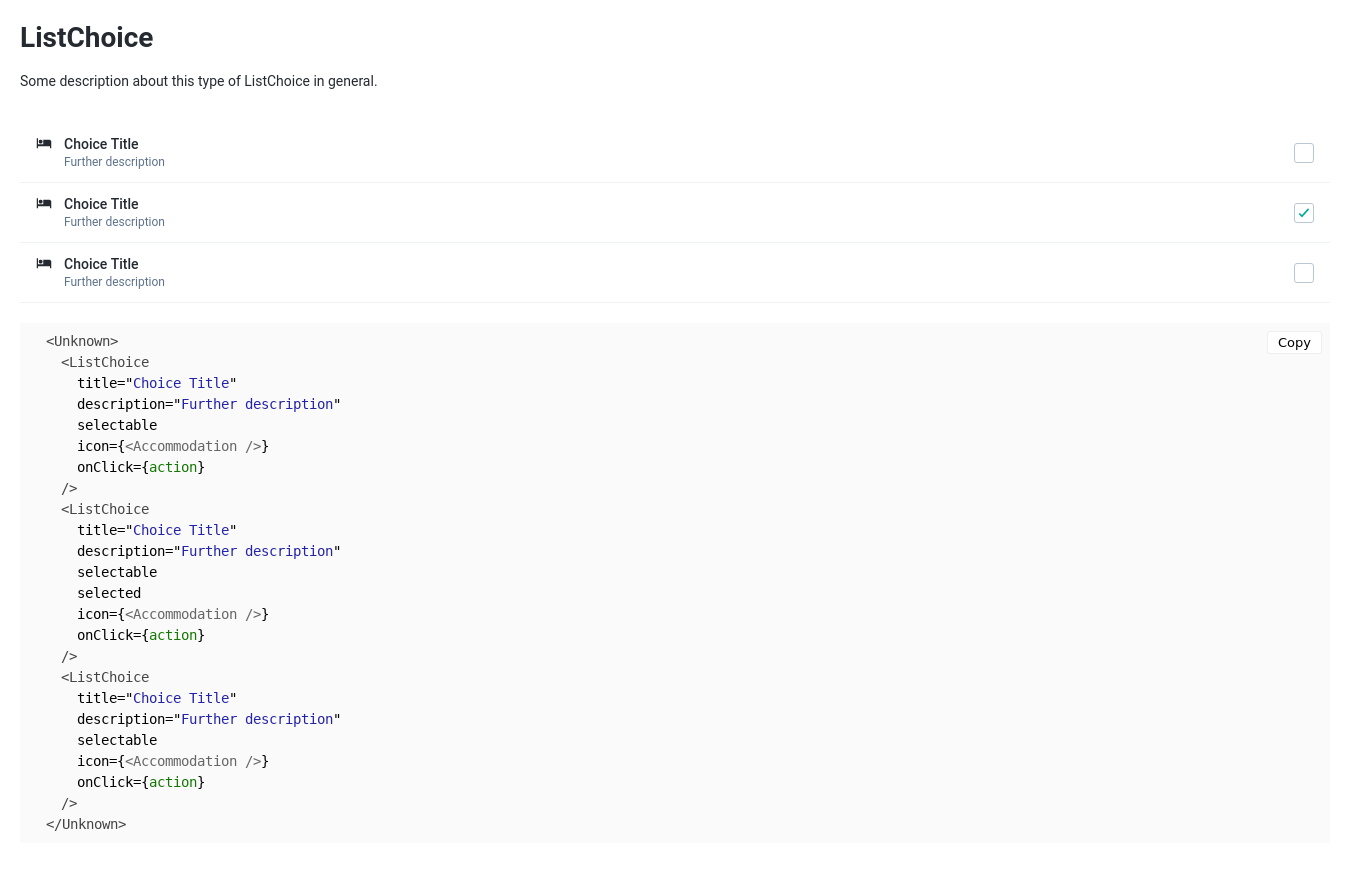 ListChoice
Some description about this type of ListChoice in general.
Choice Title
Further description
Choice Title
Further description
Choice Title
Further description
Copy
<Unknown>
  <ListChoice
    title="Choice Title"
    description="Further description"
    selectable
    icon={<Accommodation />}
    onClick={action}
  />
  <ListChoice
    title="Choice Title"
    description="Further description"
    selectable
    selected
    icon={<Accommodation />}
    onClick={action}
  />
  <ListChoice
    title="Choice Title"
    description="Further description"
    selectable
    icon={<Accommodation />}
    onClick={action}
  />
</Unknown>